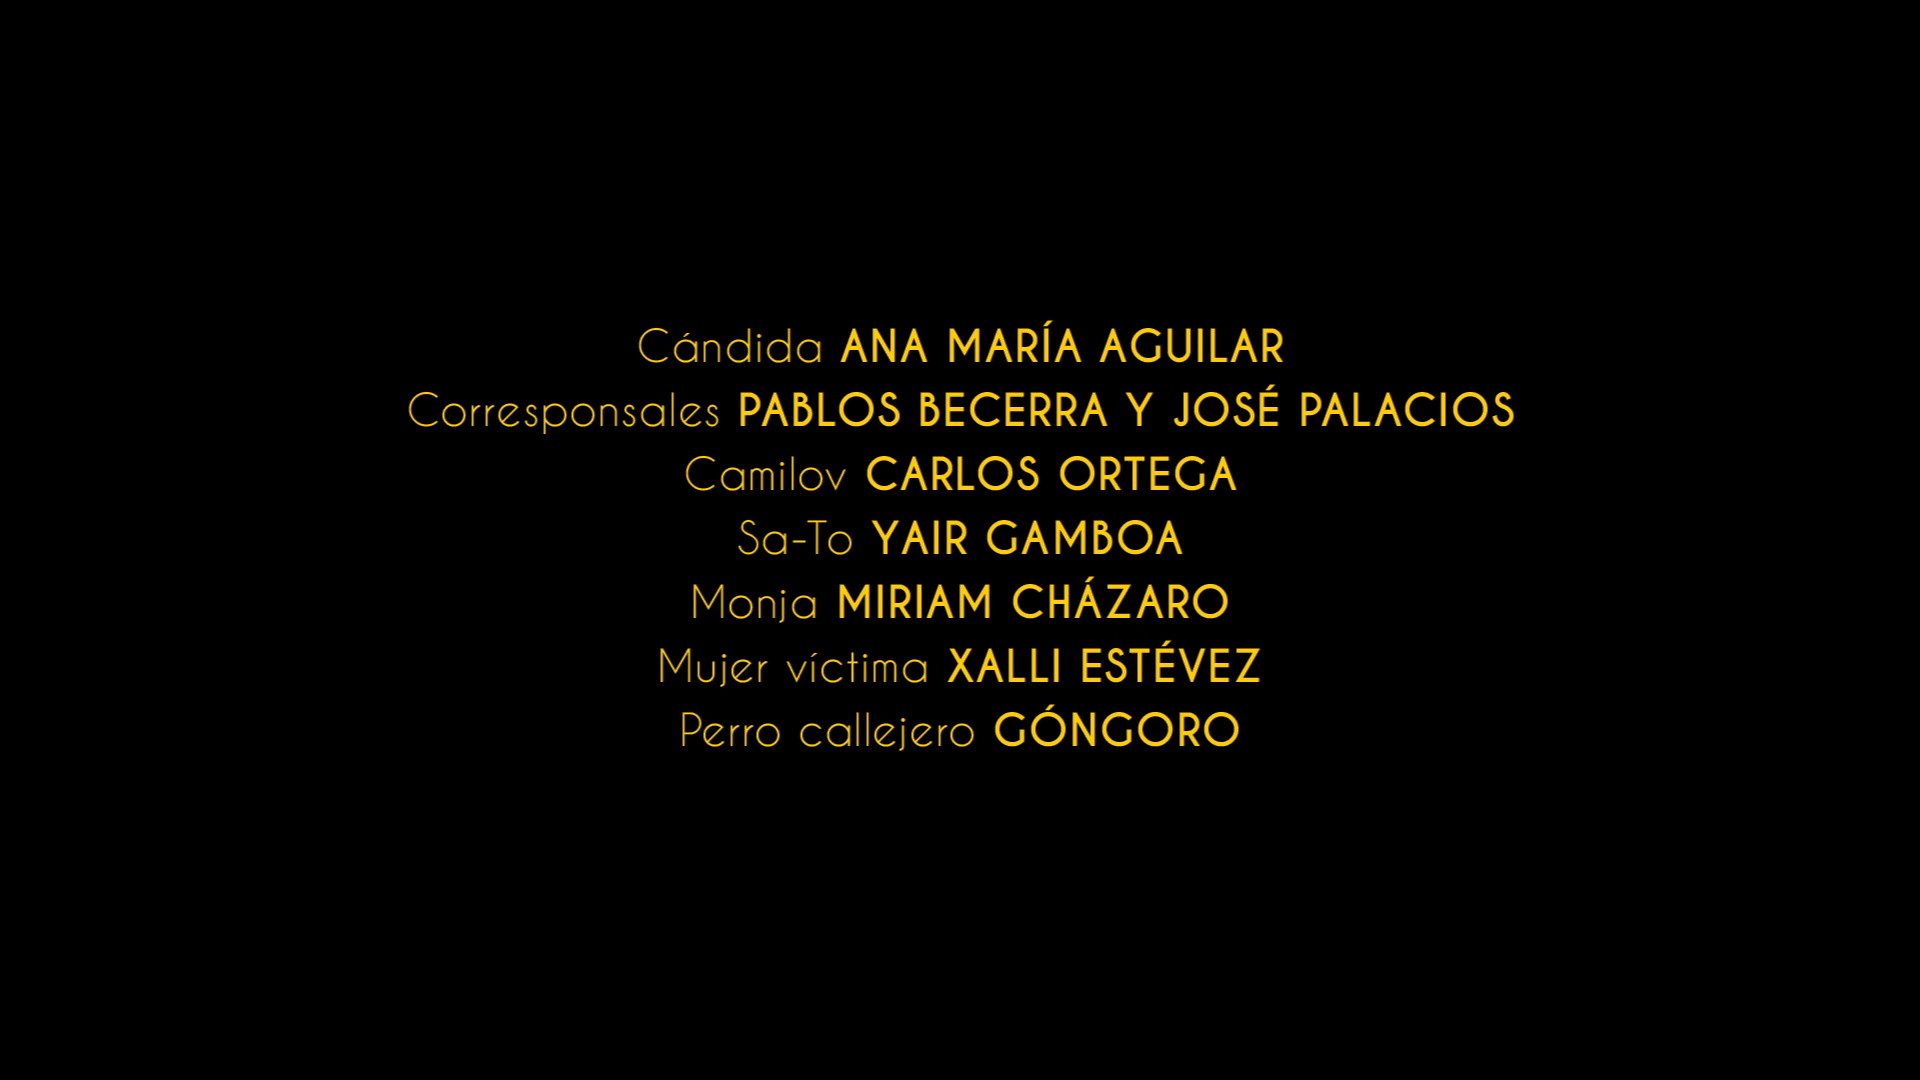 Cándida ANA MARÍA AGUILAR
Corresponsales PABLOS BECERRA Y JOSÉ PALACIOS
Camilov CARLOS ORTEGA
Sa-To YAIR GAMBOA
Monja MIRIAM CHÁZARO
Mujer víctima XALLI ESTÉVEZ
Perro callejero GÓNGORO